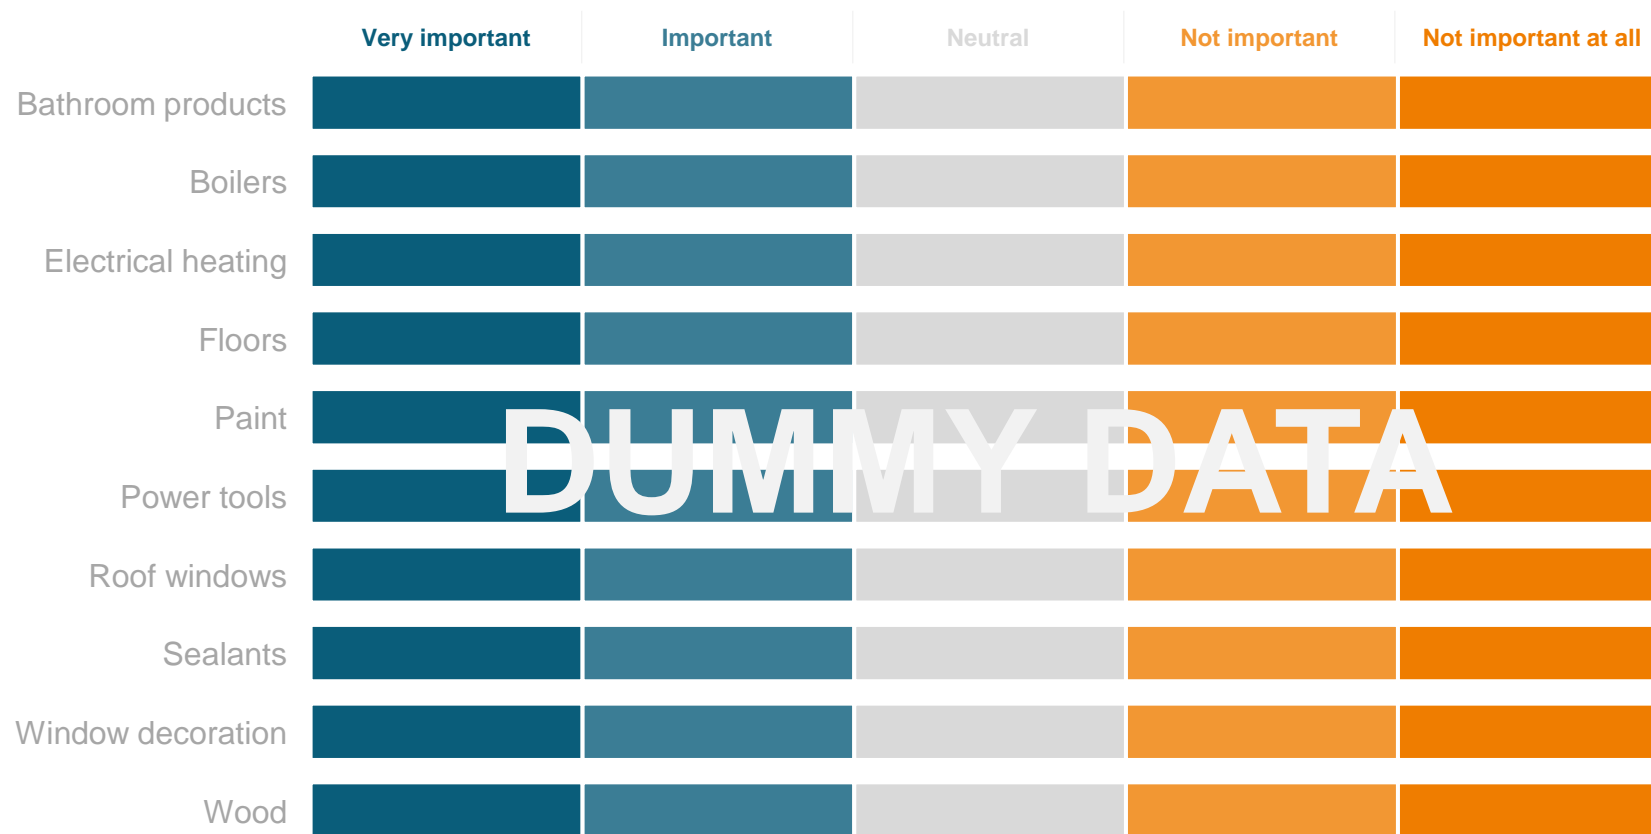 Very important Important Neutral Not important Not important at all
Bathroom products
Boilers
Electrical heating
Floors
Paint
DUMMY DATA
Power tools
Roof windows
Sealants
Window decoration
Wood